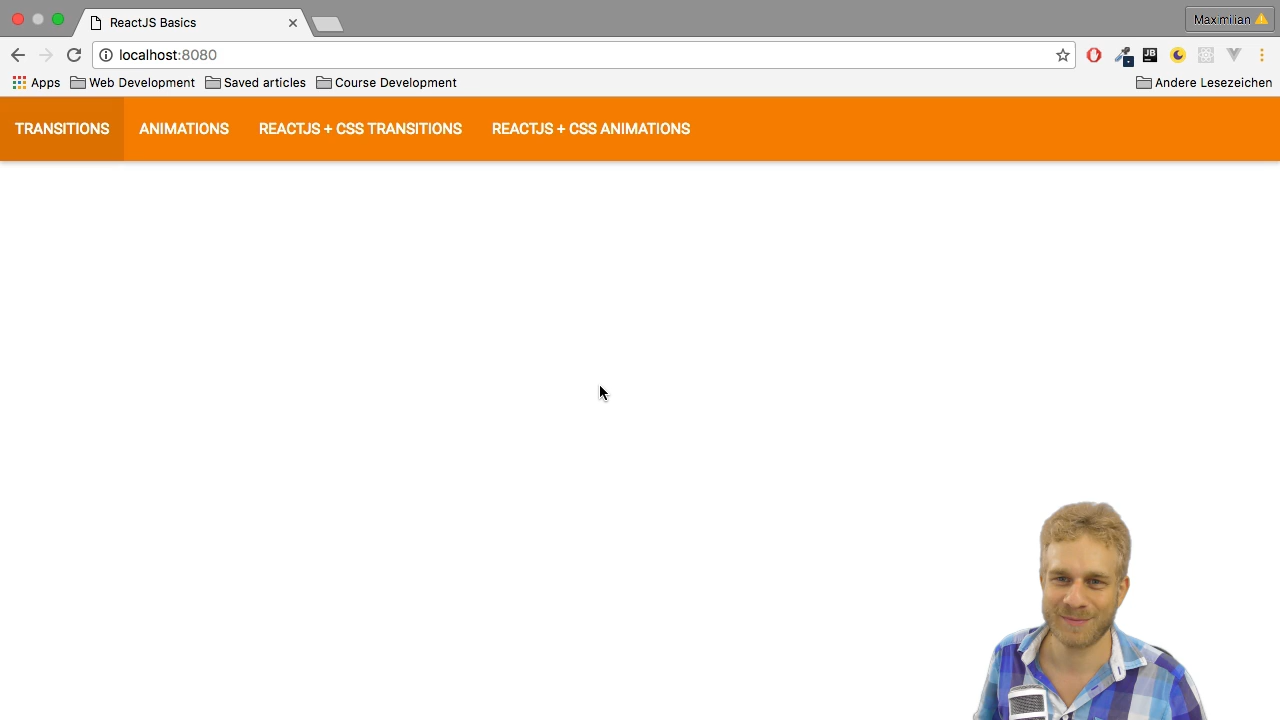 ReactJS Basics
Maximilian
localhost:8080
JB
Apps Web Development Saved articles Course Development Andere Lesezeichen
TRANSITIONS ANIMATIONS REACTJS + CSS TRANSITIONS REACTJS + CSS ANIMATIONS